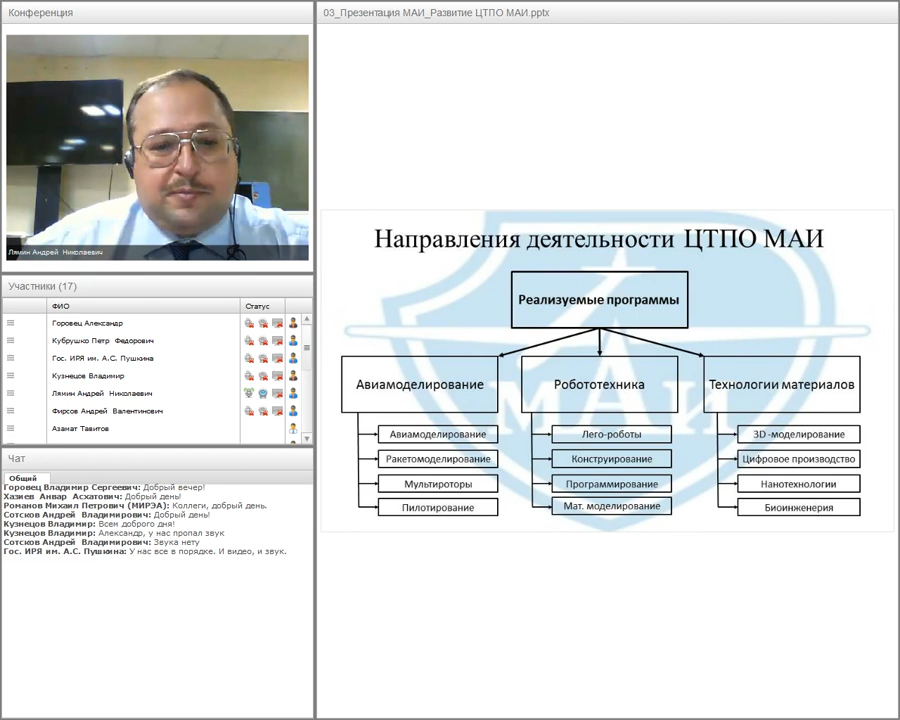 Конференция
Лямин Андрей  Николаевич
Участники (17)
ФИО Статус
Горовец Александр
Кубрушко Петр  Федорович
Гос. ИРЯ им. А.С. Пушкина
Кузнецов Владимир
Лямин Андрей  Николаевич
Фирсов Андрей  Валентинович
Азамат Тавитов
Чат
Общий
Горовец Владимир Сергеевич: Добрый вечер!
Хазиев  Анвар  Асхатович: Добрый день!
Романов Михаил Петрович (МИРЭА): Коллеги, добрый день.
Сотсков Андрей  Владимирович: Добрый день!
Кузнецов Владимир: Всем доброго дня!
Кузнецов Владимир: Александр, у нас пропал звук
Сотсков Андрей  Владимирович: Звука нету
Гос. ИРЯ им. А.С. Пушкина: У нас все в порядке. И видео, и звук.
03_Презентация МАИ_Развитие ЦТПО МАИ.pptx
Направления деятельности ЦТПО МАИ
Реализуемые программы
Авиамоделирование
Авиамоделирование
Ракетомоделирование
Мультироторы
Пилотирование
Робототехника
Лего-роботы
Конструирование
Программирование
Мат. моделирование
Технологии материалов
3D -моделирование
Цифровое производство
Нанотехнологии
Биоинженерия
МАИ